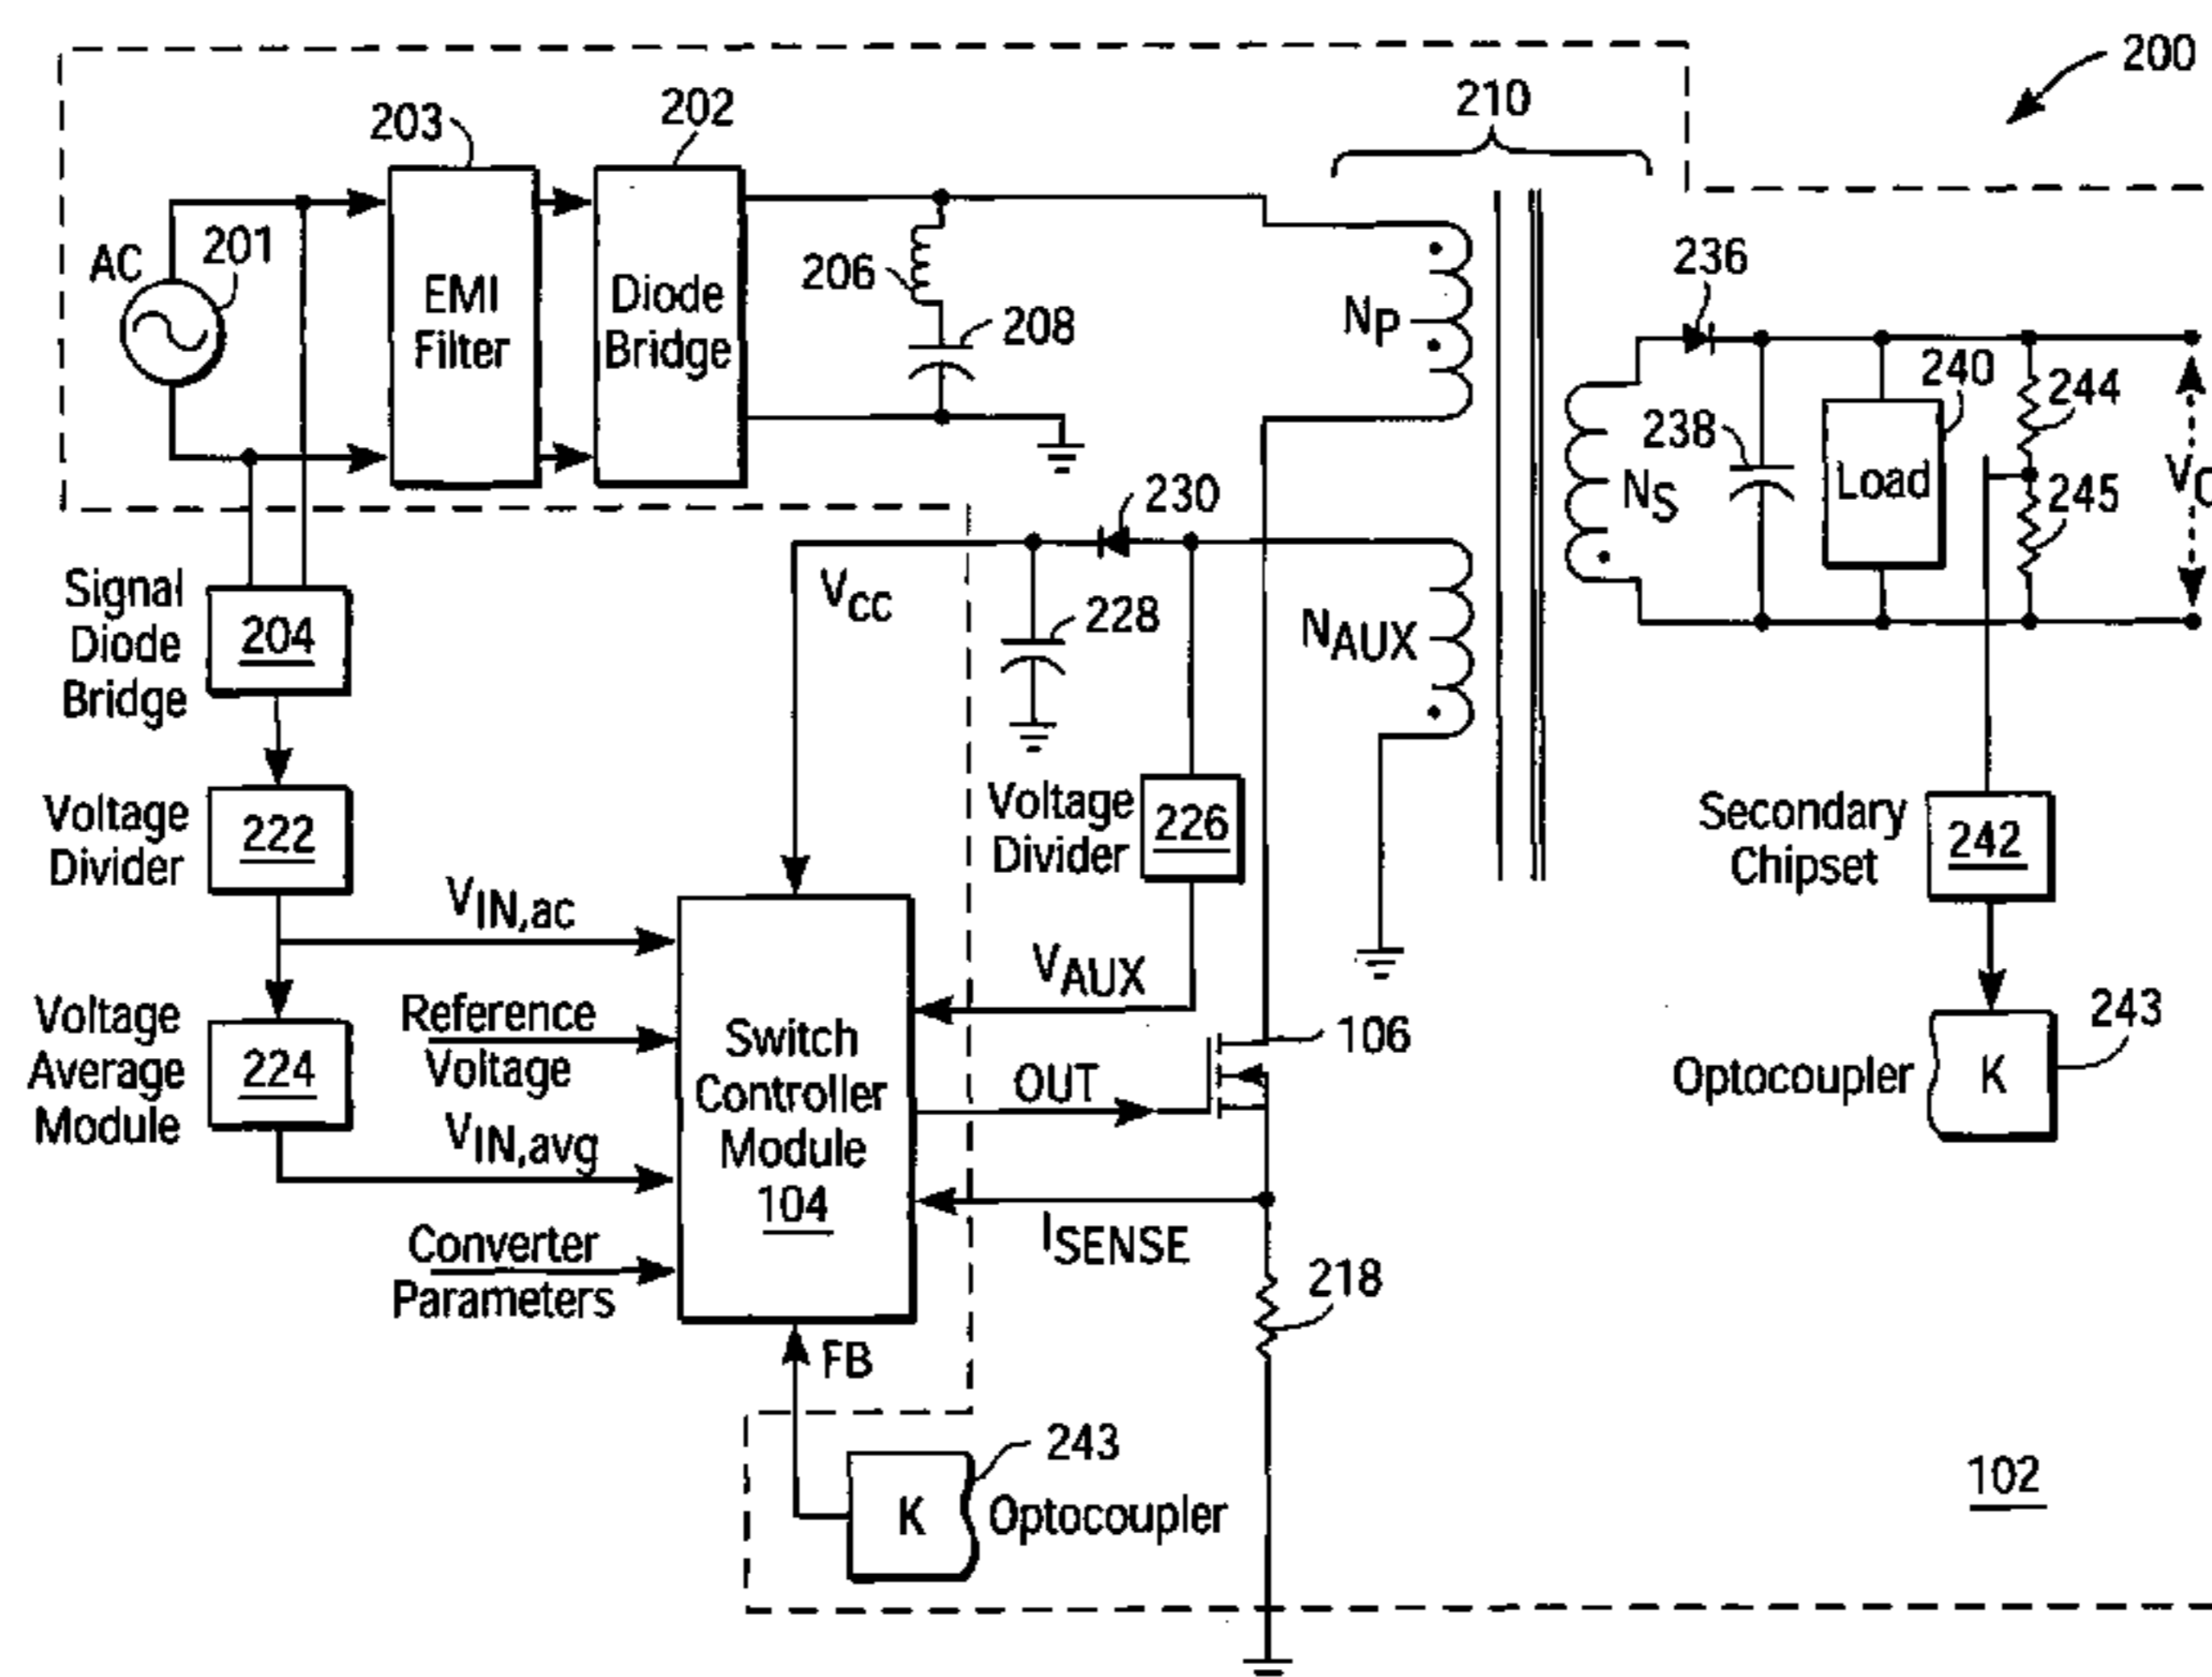 200
210
202
203
AC
201
EMI
Filter
Diode
Bridge
206
208
NP
236
240
244
238
NS
Load
245
230
VCC
228
NAUX
Signal
Diode
Bridge
204
Voltage
Divider
222
Voltage
Divider
226
Secondary
Chipset
242
VIN,ac
VAUX
Voltage
Average
Module
224
Reference
Voltage
Switch
Controller
Module
104
OUT
106
243
Optocoupler
K
VIN,avg
ISENSE
Converter
Parameters
218
FB
243
K
Optocoupler
102